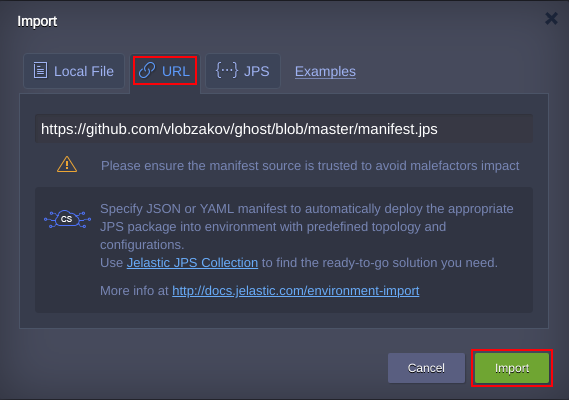 Import
Local File
URL
{...} JPS
Examples
https://github.com/vlobzakov/ghost/blob/master/manifest.jps
Please ensure the manifest source is trusted to avoid malefactors impact
CS
Specify JSON or YAML manifest to automatically deploy the appropriate
JPS package into environment with predefined topology and
configurations.
Use Jelastic JPS Collection to find the ready-to-go solution you need.
More info at http://docs.jelastic.com/environment-import
Cancel
Import